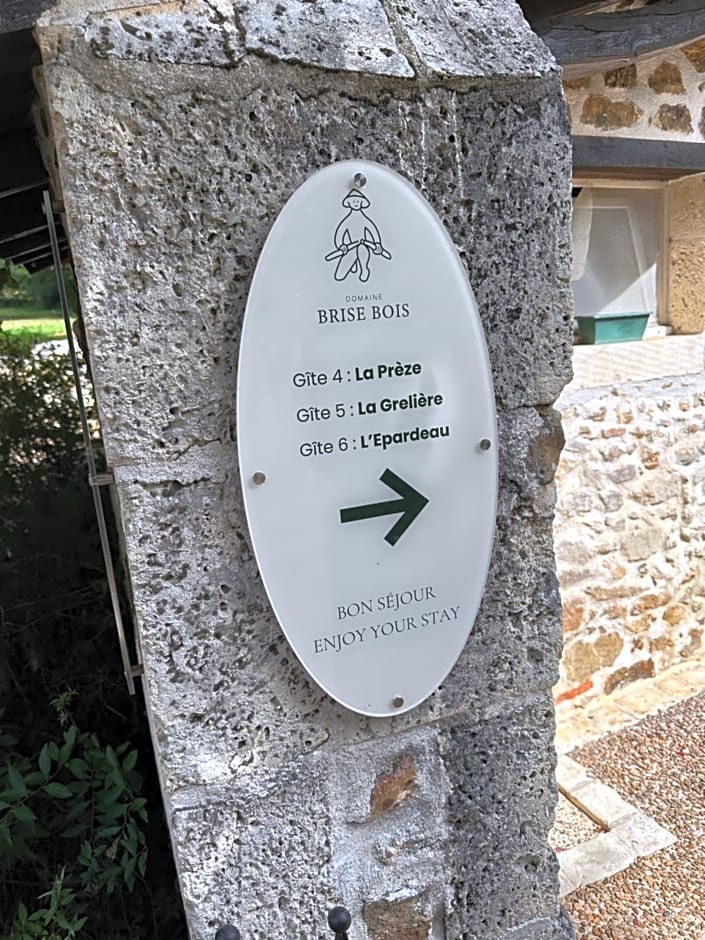 DOMAINE
BRISE BOIS
Gîte 4 : La Prèze
Gîte 5 : La Grelière
Gîte 6 : L'Epardeau
BON SÉJOUR
ENJOY YOUR STAY